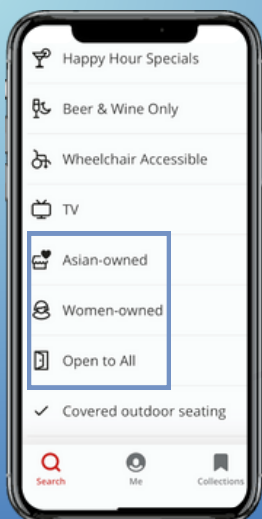 Happy Hour Specials
Beer & Wine Only
Wheelchair Accessible
TV
Asian-owned
Women-owned
Open to All
Covered outdoor seating
Search Me Collections